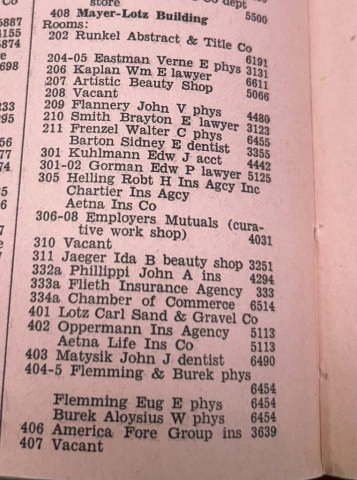 store
408 Mayer-Lotz Building 5500
Rooms:
202 Runkel Abstract & Title Co
6191
204-05 Eastman Verne E phys 3131
206 Kaplan Wm E lawyer 6611
207 Artistic Beauty Shop 5066
208 Vacant
209 Flannery John V phys 4480
210 Smith Brayton E lawyer 3123
211 Frenzel Walter C phys 6455
Barton Sidney E dentist 3355
301 Kuhlmann Edw J acct 4442
301-02 Gorman Edw P lawyer 5125
305 Helling Robt H Ins Agcy Inc
Chartier Ins Agcy
Aetna Ins Co
306-08 Employers Mutuals (cura-
tive work shop) 4031
310 Vacant
311 Jaeger Ida B beauty shop 3251
332a Phillippi John A ins 4294
333a Flieth Insurance Agency 333
334a Chamber of Commerce 6514
401 Lotz Carl Sand & Gravel Co
402 Oppermann Ins Agency 5113
Aetna Life Ins Co 5113
403 Matysik John J dentist 6490
404-5 Flemming & Burek phys
6454
Flemming Eug E phys 6454
Burek Aloysius W phys 6454
406 America Fore Group ins 3639
407 Vacant